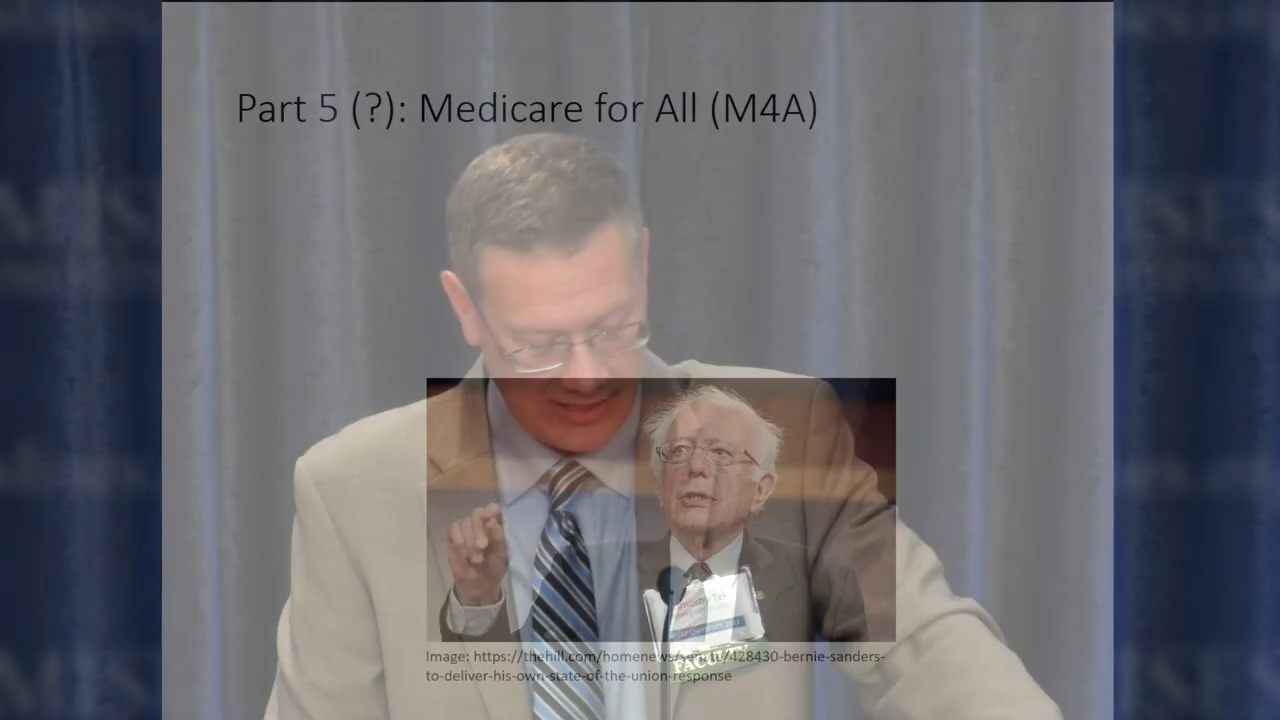 Part 5 (?): Medicare for All (M4A)
Image: https://thehill.com/homenews/senate/428430-bernie-sanders-
to-deliver-his-own-state-of-the-union-response